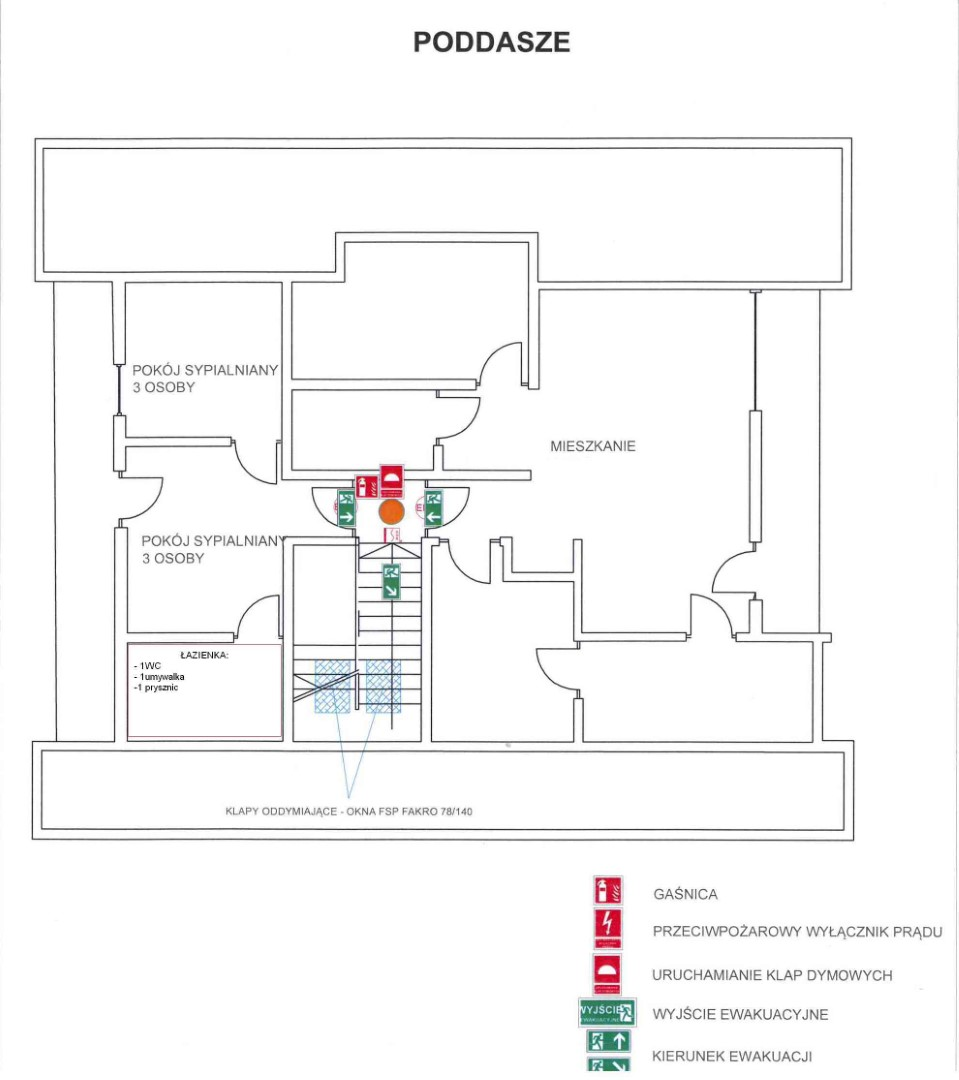 PODDASZE
POKÓJ SYPIALNIANY
3 OSOBY
MIESZKANIE
POKÓJ SYPIALNIANY
3 OSOBY
ŁAZIENKA:
- 1WC
- 1umywalka
-1 prysznic
KLAPY ODDYMIAJĄCE - OKNA FSP FAKRO 78/140
GAŚNICA
PRZECIWPOŻAROWY WYŁĄCZNIK PRĄDU
URUCHAMIANIE KLAP DYMOWYCH
WYJŚCIE
EWAKUACYJNE
WYJŚCIE EWAKUACYJNE
KIERUNEK EWAKUACJI